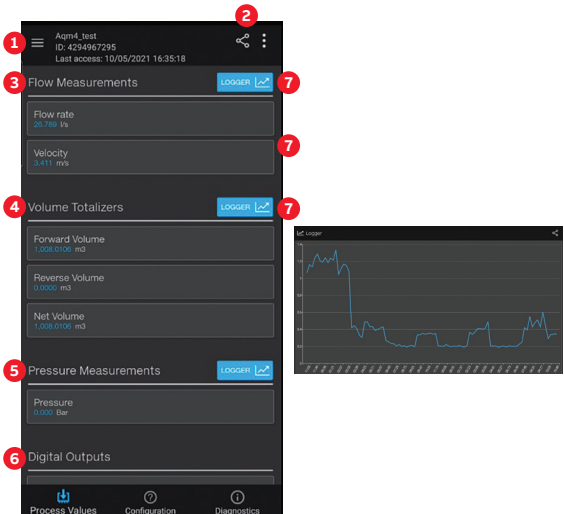 2
1
Aqm4_test
ID: 4294967295
Last access: 10/05/2021 16:35:18
3
Flow Measurements
LOGGER
7
Flow rate
26.789 l/s
Velocity
3.411 m/s
7
4
Volume Totalizers
LOGGER
7
Forward Volume
1,008.0106 m3
Reverse Volume
0.0000 m3
Net Volume
1,008.0106 m3
Logger
5
Pressure Measurements
LOGGER
Pressure
0.000 Bar
6
Digital Outputs
Process Values
Configuration
Diagnostics